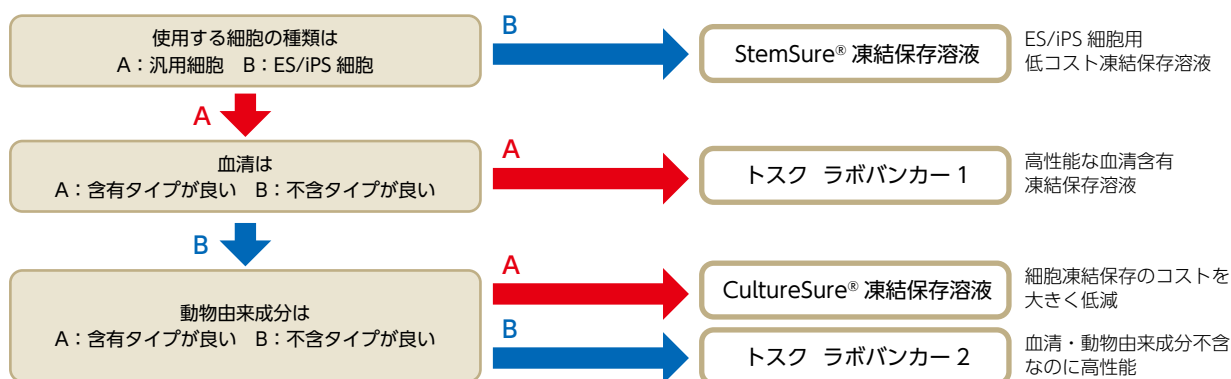 使用する細胞の種類は
A：汎用細胞　B：ES/iPS 細胞
B
StemSure® 凍結保存溶液
ES/iPS 細胞用
低コスト凍結保存溶液
A
血清は
A：含有タイプが良い　B：不含タイプが良い
A
トスク ラボバンカー 1
高性能な血清含有
凍結保存溶液
B
動物由来成分は
A：含有タイプが良い　B：不含タイプが良い
A
CultureSure® 凍結保存溶液
細胞凍結保存のコストを
大きく低減
B
トスク ラボバンカー 2
血清・動物由来成分不含
なのに高性能